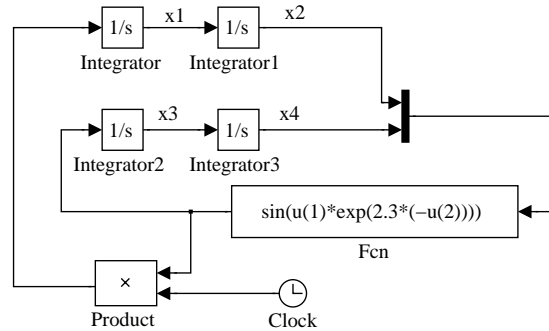 x1 x2
1/s 1/s
Integrator Integrator1
x3 x4
1/s 1/s
Integrator2 Integrator3
sin(u(1)*exp(2.3*(−u(2))))
Fcn
×
Product Clock